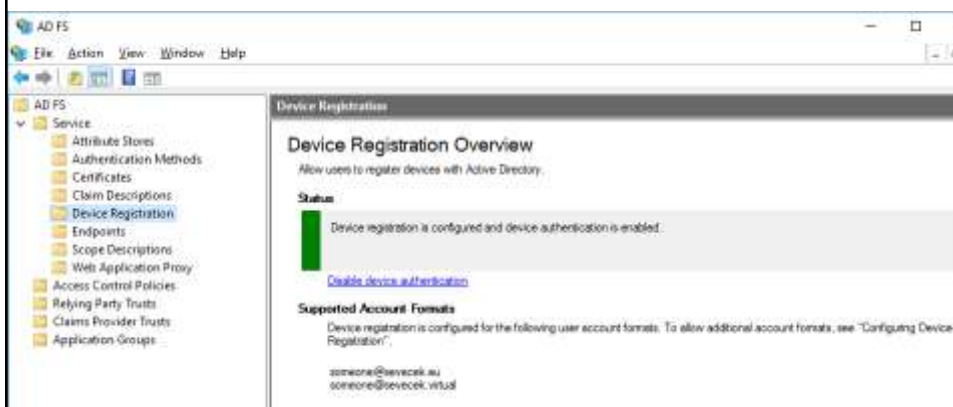 AD FS
File Action View Window Help
AD FS
Service
Attribute Stores
Authentication Methods
Certificates
Claim Descriptions
Device Registration
Endpoints
Scope Descriptions
Web Application Proxy
Access Control Policies
Relying Party Trusts
Claims Provider Trusts
Application Groups
Device Registration
Device Registration Overview
Allow users to register devices with Active Directory.
Status
Device registration is configured and device authentication is enabled.
Disable device authentication
Supported Account Formats
Device registration is configured for the following user account formats. To allow additional account formats, see "Configuring Device
Registration".
someone@sevecek.eu
someone@sevecek.virtual